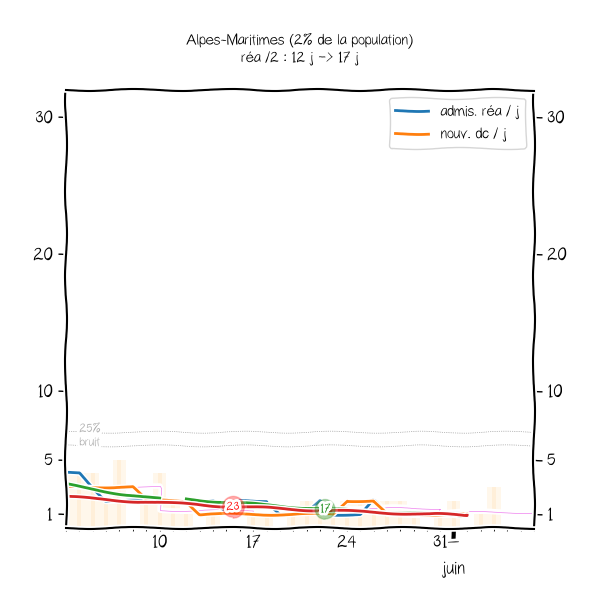 Alpes-Maritimes (2% de la population)
réa /2 : 12 j -> 17 j
admis. réa / j
nouv. dc / j
30
30
20
20
10
10
25%
bruit
5
5
23
17
1
1
10
17
24
31
juin